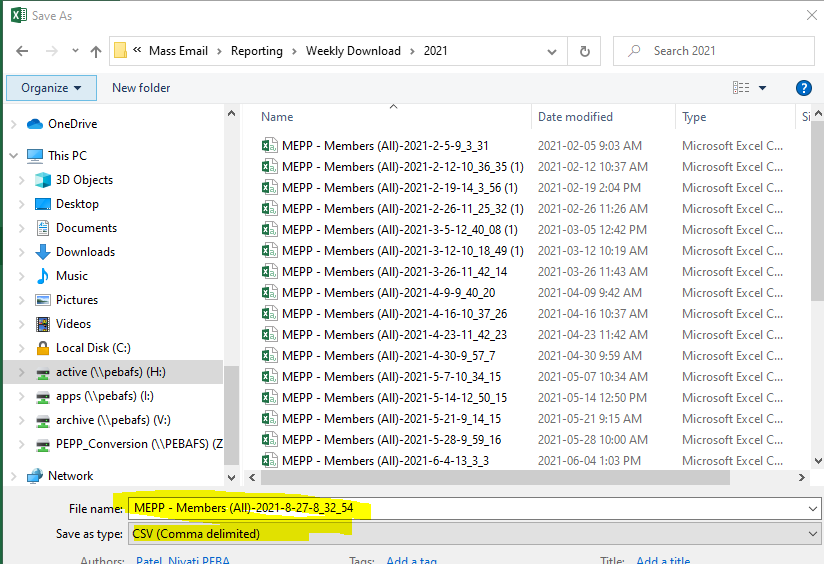 Save As
« Mass Email > Reporting > Weekly Download > 2021
Search 2021
Organize
New folder
?
Name
Date modified
Type
Si
OneDrive
This PC
3D Objects
Desktop
Documents
Downloads
Music
Pictures
Videos
Local Disk (C:)
active (\\pebafs) (H:)
apps (\\pebafs) (I:)
archive (\\pebafs) (V:)
PEPP_Conversion (\\PEBAFS) (Z
Network
MEPP - Members (All)-2021-2-5-9_3_31 2021-02-05 9:03 AM Microsoft Excel C...
MEPP - Members (All)-2021-2-12-10_36_35 (1) 2021-02-12 10:37 AM Microsoft Excel C...
MEPP - Members (All)-2021-2-19-14_3_56 (1) 2021-02-19 2:04 PM Microsoft Excel C...
MEPP - Members (All)-2021-2-26-11_25_32 (1) 2021-02-26 11:26 AM Microsoft Excel C...
MEPP - Members (All)-2021-3-5-12_40_08 (1) 2021-03-05 12:42 PM Microsoft Excel C...
MEPP - Members (All)-2021-3-12-10_18_49 (1) 2021-03-12 10:19 AM Microsoft Excel C...
MEPP - Members (All)-2021-3-26-11_42_14 2021-03-26 11:43 AM Microsoft Excel C...
MEPP - Members (All)-2021-4-9-9_40_20 2021-04-09 9:42 AM Microsoft Excel C...
MEPP - Members (All)-2021-4-16-10_37_26 2021-04-16 10:37 AM Microsoft Excel C...
MEPP - Members (All)-2021-4-23-11_42_23 2021-04-23 11:42 AM Microsoft Excel C...
MEPP - Members (All)-2021-4-30-9_57_7 2021-04-30 9:59 AM Microsoft Excel C...
MEPP - Members (All)-2021-5-7-10_34_15 2021-05-07 10:34 AM Microsoft Excel C...
MEPP - Members (All)-2021-5-14-12_50_15 2021-05-14 12:50 PM Microsoft Excel C...
MEPP - Members (All)-2021-5-21-9_14_15 2021-05-21 9:15 AM Microsoft Excel C...
MEPP - Members (All)-2021-5-28-9_59_16 2021-05-28 10:00 AM Microsoft Excel C...
MEPP - Members (All)-2021-6-4-13_3_3 2021-06-04 1:03 PM Microsoft Excel C...
File name: MEPP - Members (All)-2021-8-27-8_32_54
Save as type: CSV (Comma delimited)
Authors: Patel, Niyati PEBA Tags: Add a tag Title: Add a title